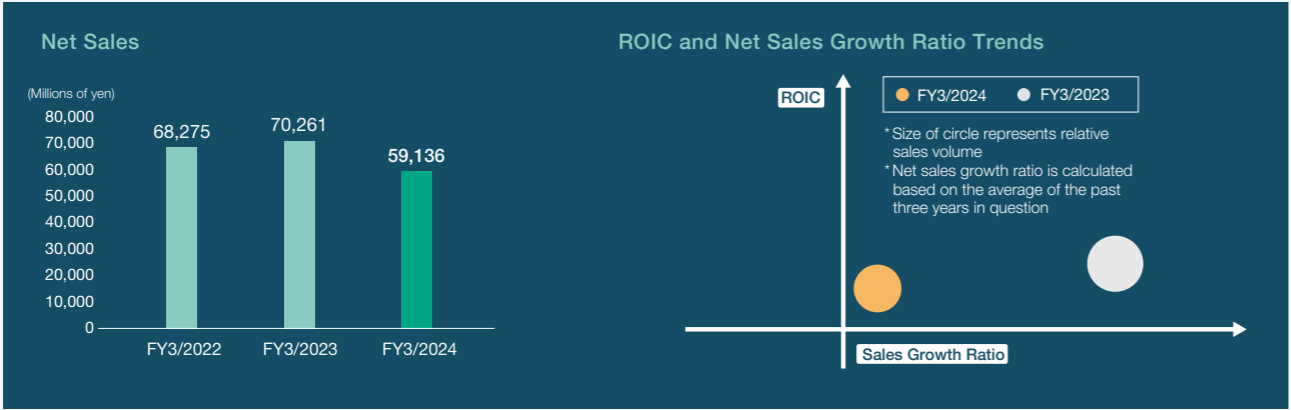 Net Sales
(Millions of yen)
80,000
70,000
60,000
50,000
40,000
30,000
20,000
10,000
0
68,275
70,261
59,136
FY3/2022
FY3/2023
FY3/2024
ROIC and Net Sales Growth Ratio Trends
ROIC
FY3/2024
FY3/2023
* Size of circle represents relative
sales volume
* Net sales growth ratio is calculated
based on the average of the past
three years in question
Sales Growth Ratio